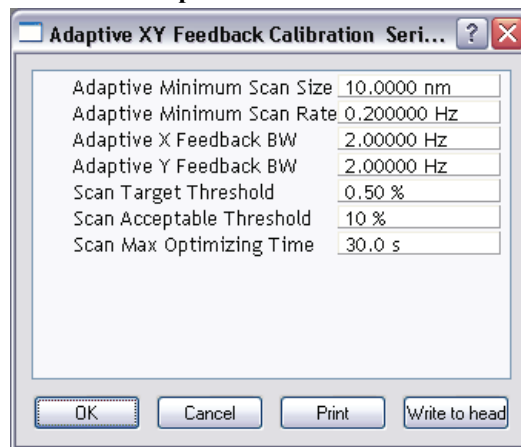 Adaptive XY Feedback Calibration Seri... ?
Adaptive Minimum Scan Size 10.0000 nm
Adaptive Minimum Scan Rate 0.200000 Hz
Adaptive X Feedback BW 2.00000 Hz
Adaptive Y Feedback BW 2.00000 Hz
Scan Target Threshold 0.50 %
Scan Acceptable Threshold 10 %
Scan Max Optimizing Time 30.0 s
OK Cancel Print Write to head